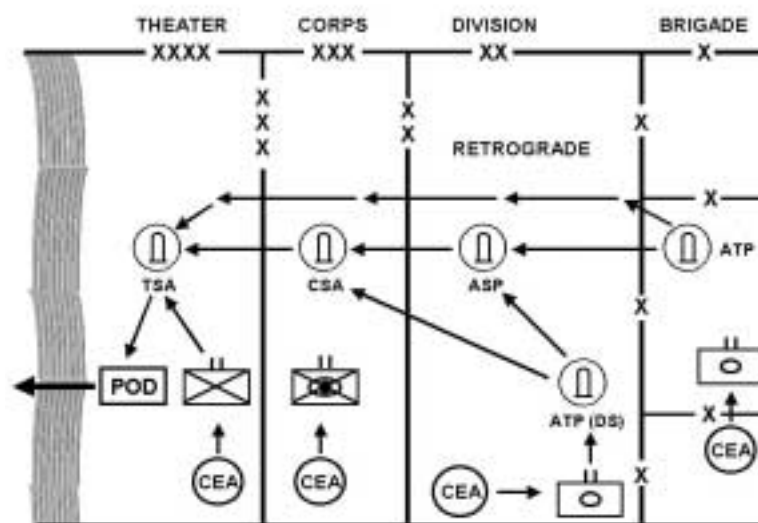 THEATER CORPS DIVISION BRIGADE
XXXX XXX XX X
X X
X X X
X X
RETROGRADE
X
ATP
TSA CSA ASP
X
POD
ATP (DS)
X
CEA CEA CEA
CEA
X